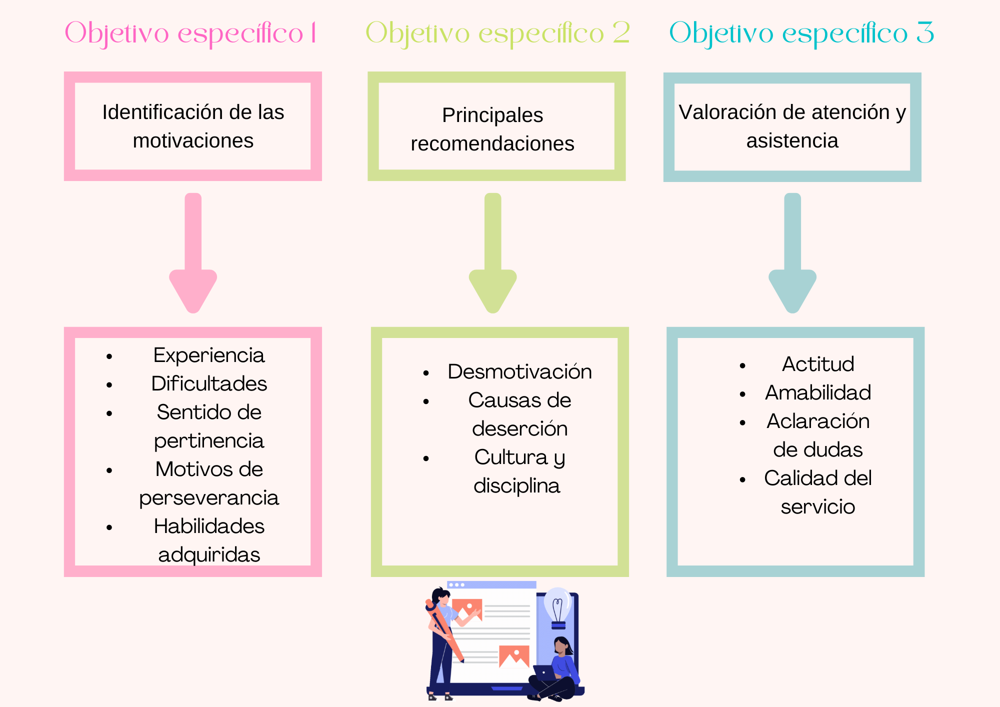 Objetivo específico 1
Identificación de las
motivaciones
• Experiencia
• Dificultades
• Sentido de
pertinencia
• Motivos de
perseverancia
• Habilidades
adquiridas
Objetivo específico 2
Principales
recomendaciones
• Desmotivación
• Causas de
deserción
• Cultura y
disciplina
Objetivo específico 3
Valoración de atención y
asistencia
• Actitud
• Amabilidad
• Aclaración
de dudas
• Calidad del
servicio